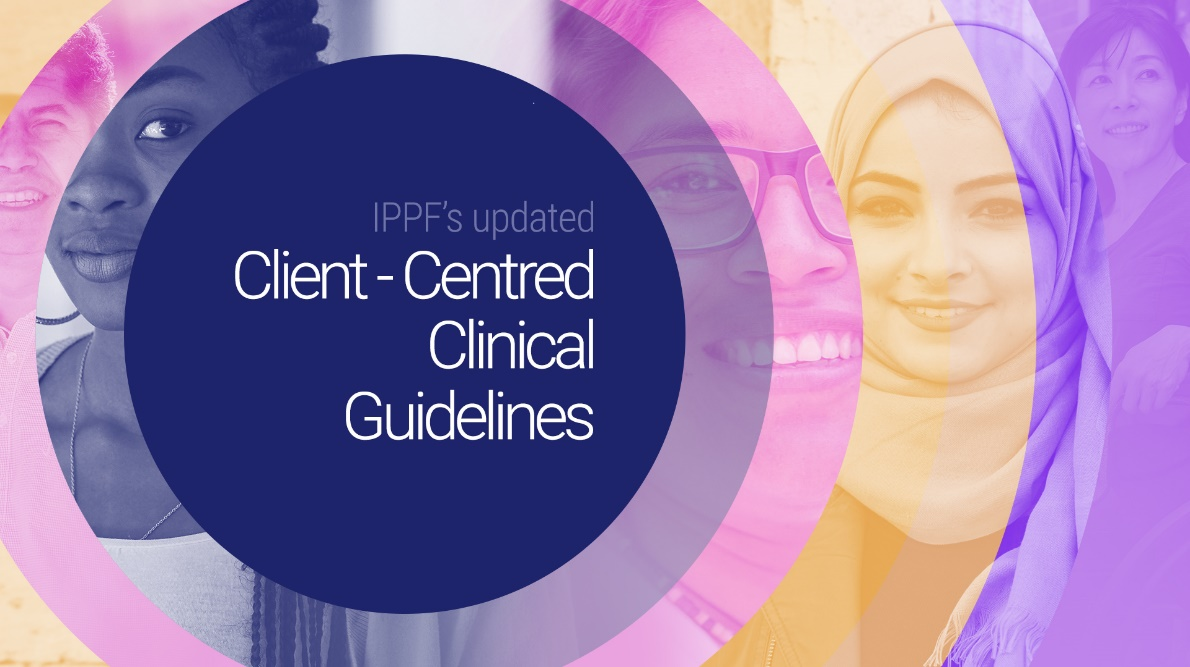 IPPF's updated
Client - Centred
Clinical
Guidelines